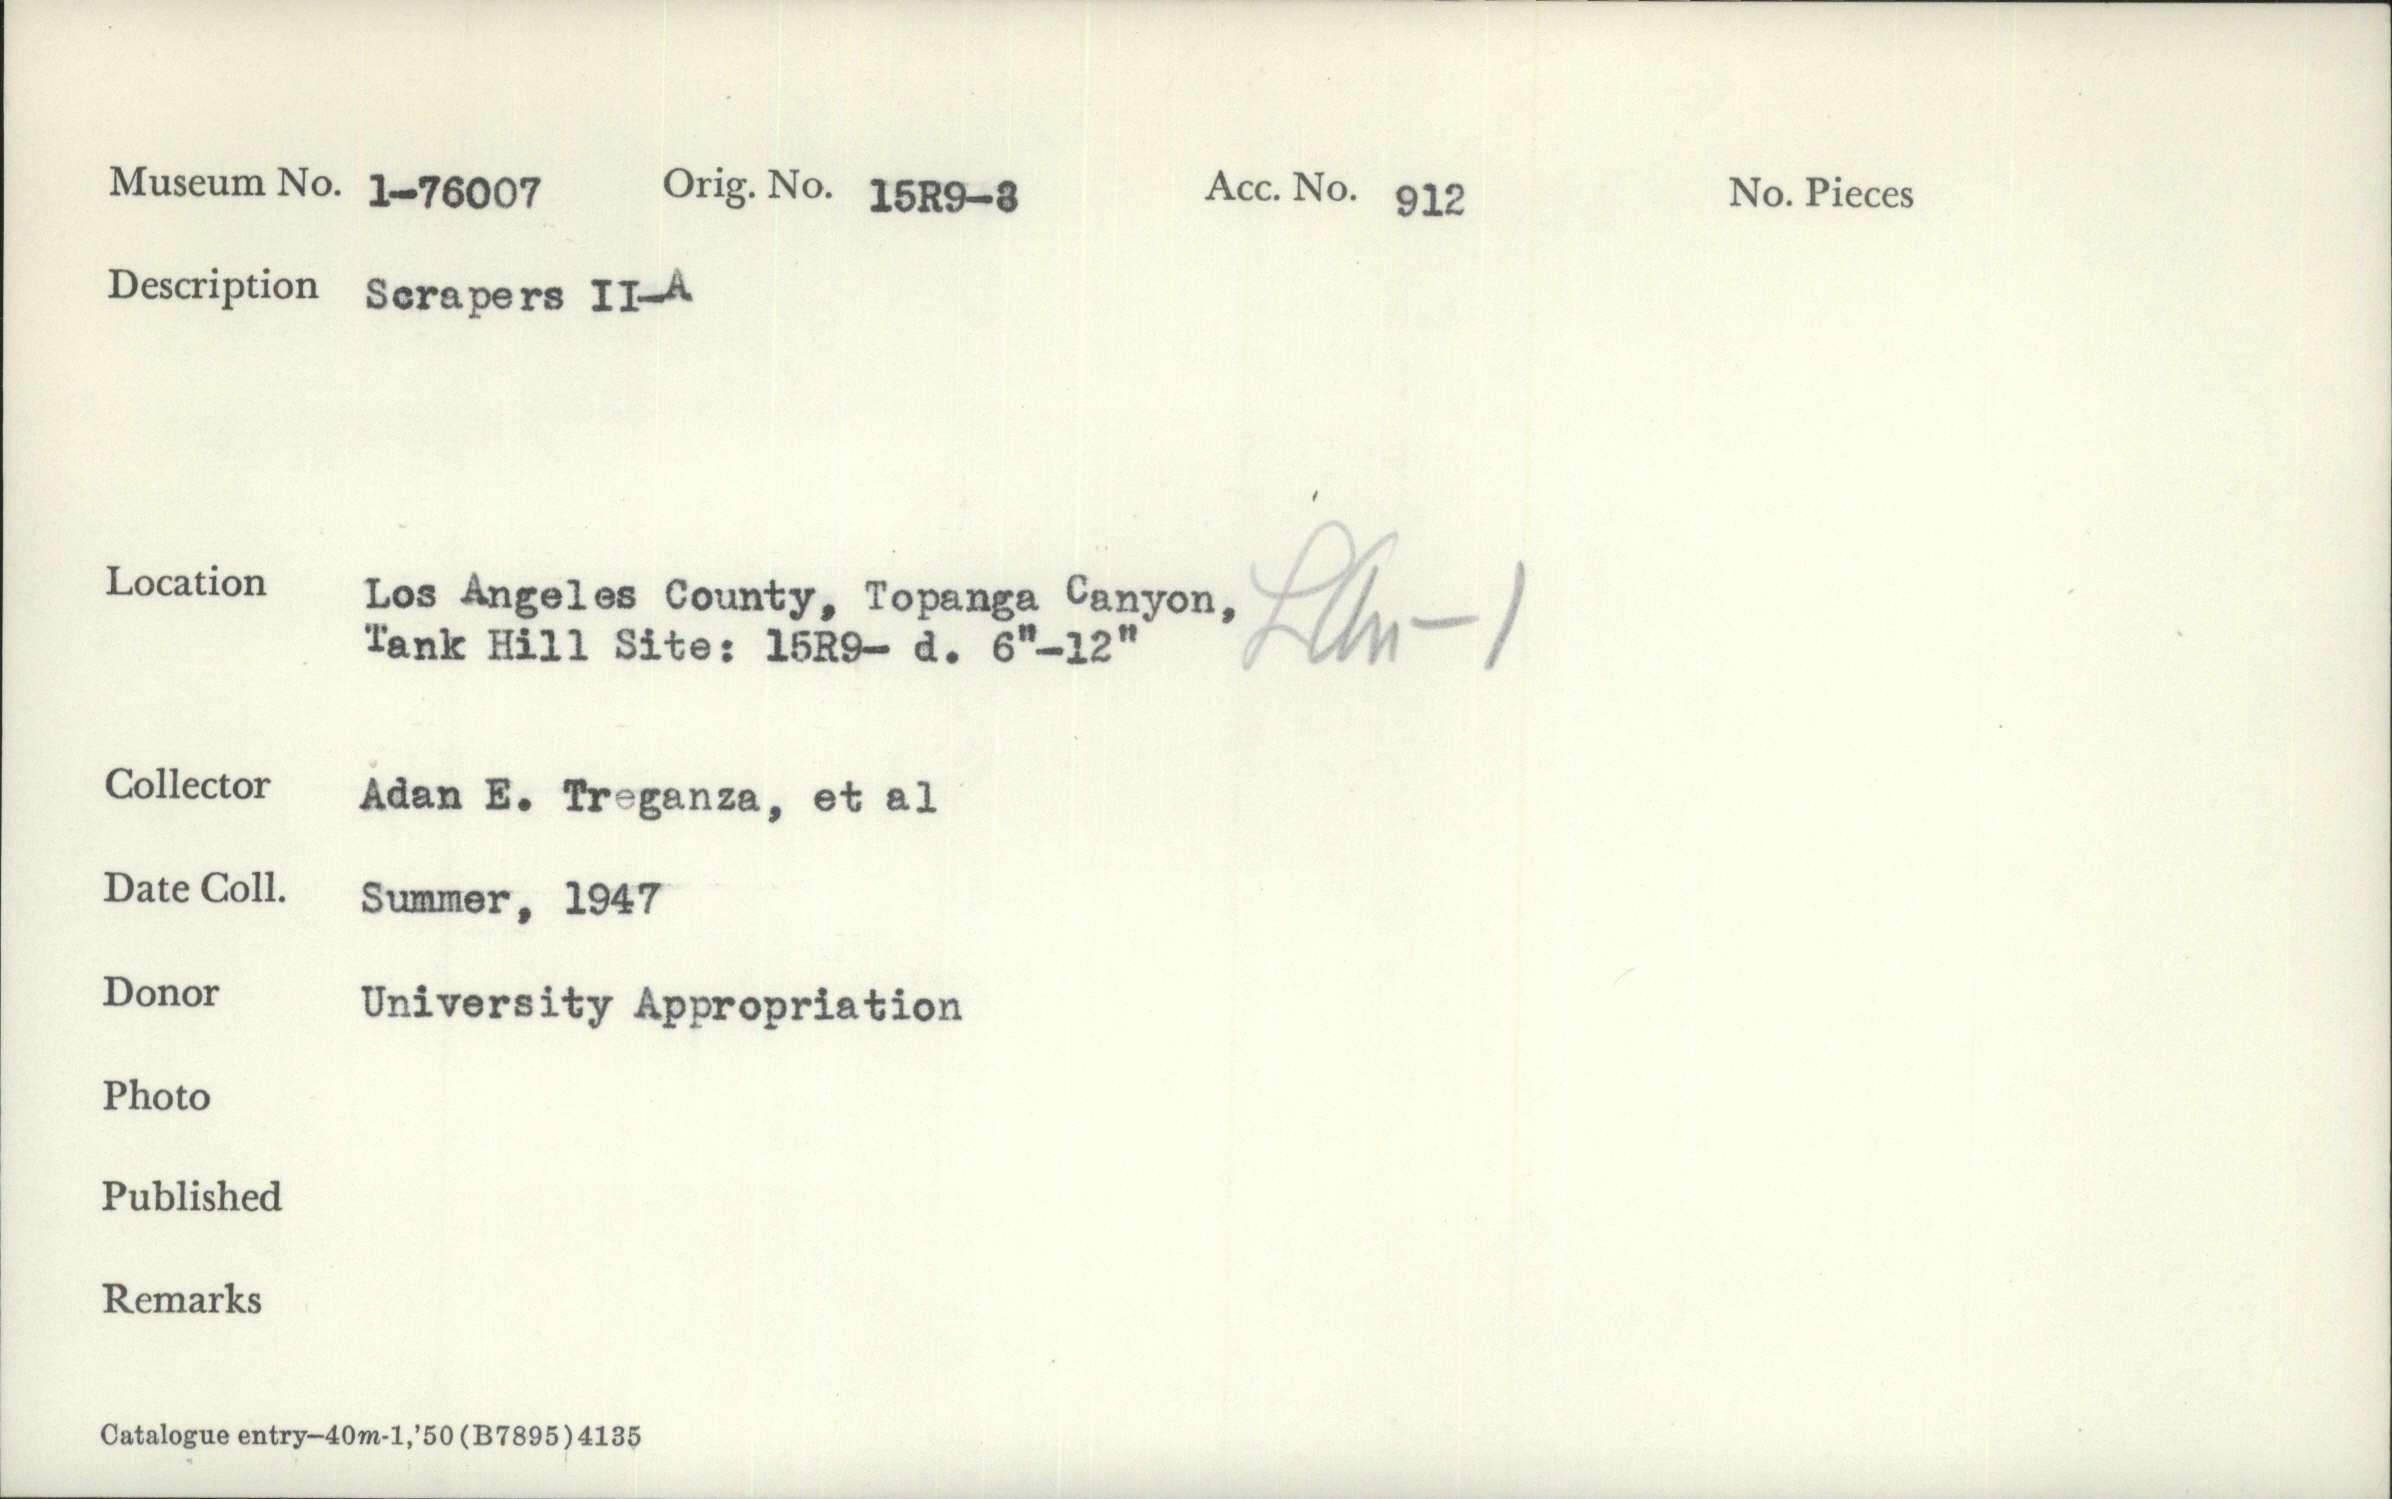 Museum No. 1-76007 Orig. No. 15R9-8 Acc. No. 912 No. Pieces
Description Scrapers II-A
Location Los Angeles County, Topanga Canyon, LAn-1
Tank Hill Site: 15R9- d. 6"-12"
Collector Adan E. Treganza, et al
Date Coll. Summer, 1947
Donor University Appropriation
Photo
Published
Remarks
Catalogue entry—40m-1,'50(B7895)4135